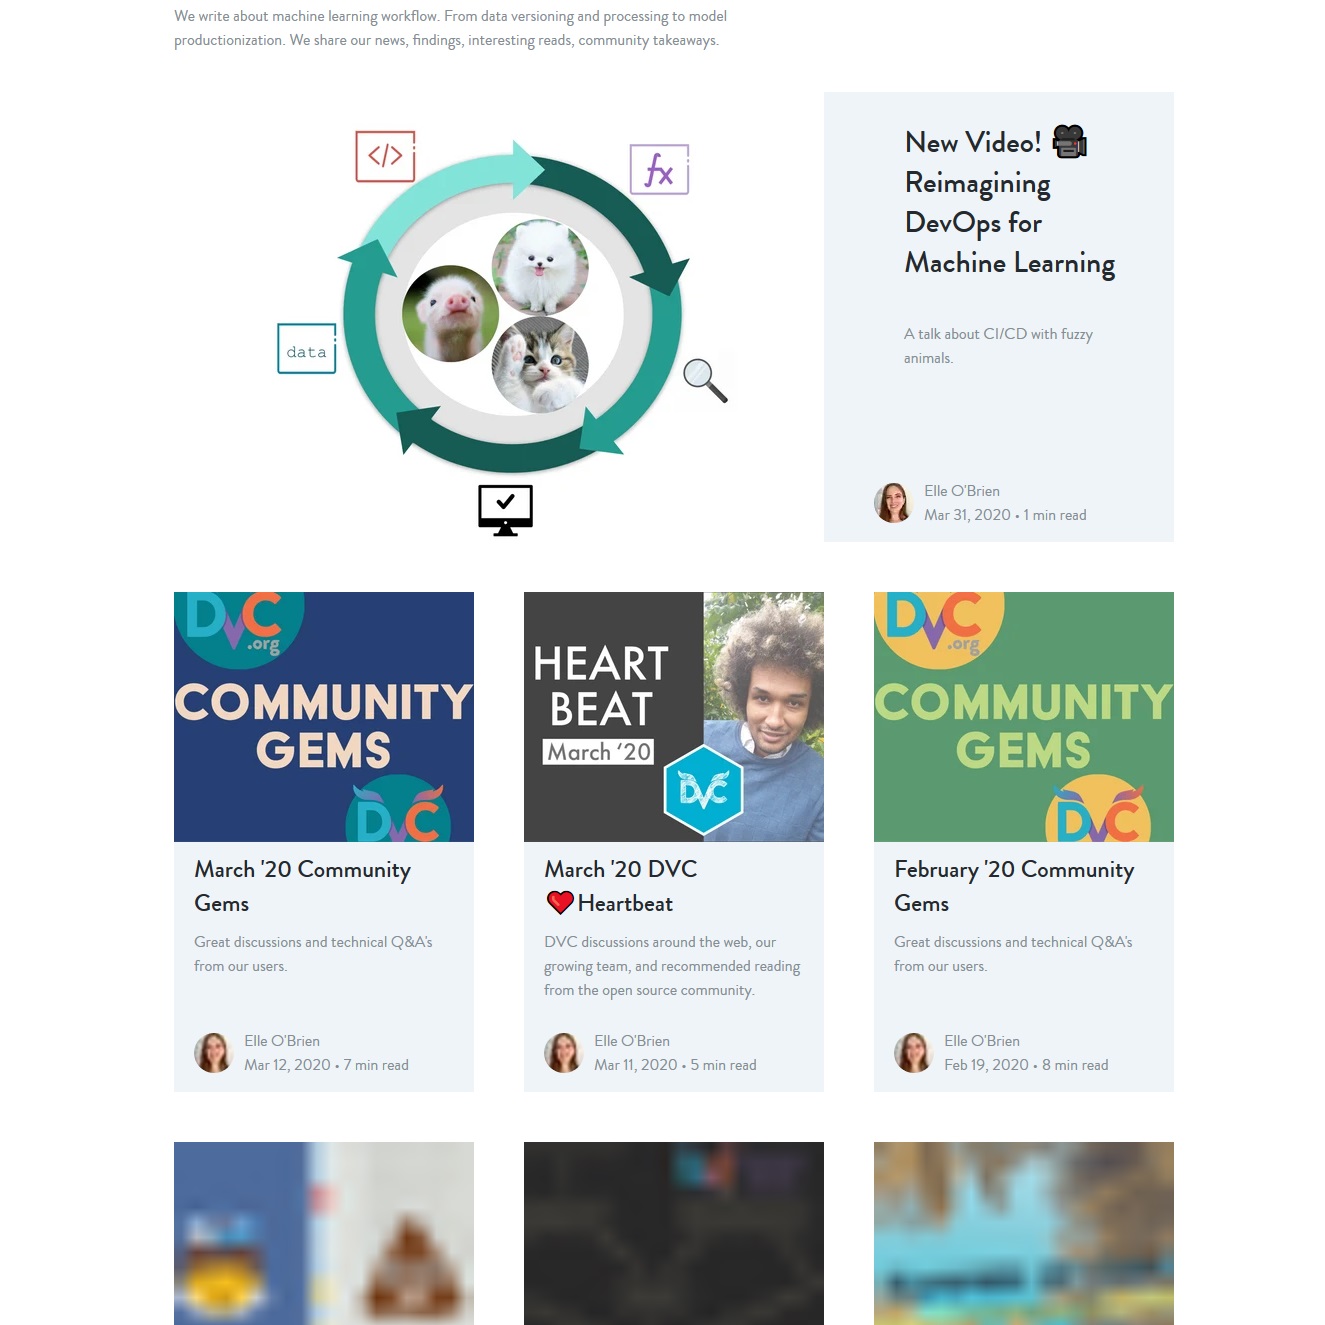 We write about machine learning workflow. From data versioning and processing to model
productionization. We share our news, findings, interesting reads, community takeaways.
</>
fx
data
New Video! 🎥
Reimagining
DevOps for
Machine Learning
A talk about CI/CD with fuzzy
animals.
Elle O'Brien
Mar 31, 2020 • 1 min read
DVC
.org
COMMUNITY
GEMS
DVC
March '20 Community
Gems
Great discussions and technical Q&A's
from our users.
Elle O'Brien
Mar 12, 2020 • 7 min read
HEART
BEAT
March '20
DVC
March '20 DVC
❤️Heartbeat
DVC discussions around the web, our
growing team, and recommended reading
from the open source community.
Elle O'Brien
Mar 11, 2020 • 5 min read
DVC
.org
COMMUNITY
GEMS
DVC
February '20 Community
Gems
Great discussions and technical Q&A's
from our users.
Elle O'Brien
Feb 19, 2020 • 8 min read